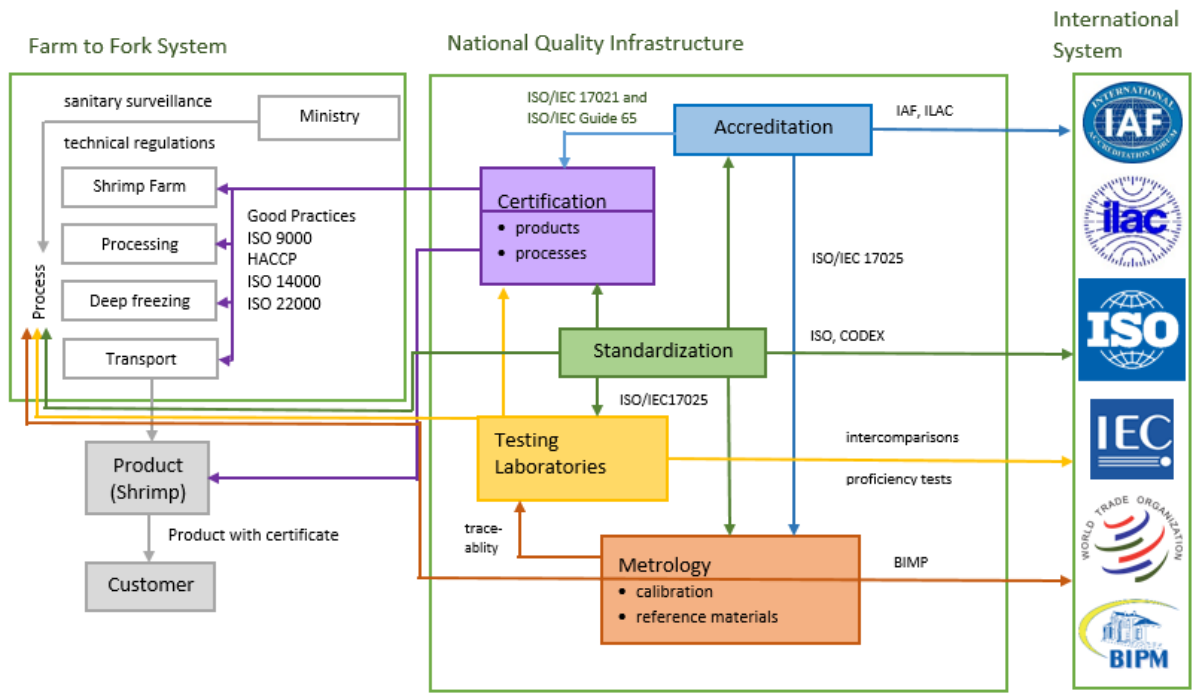 Farm to Fork System
National Quality Infrastructure
International
System
sanitary surveillance
Ministry
technical regulations
Shrimp Farm
Processing
Deep freezing
Transport
Process
Good Practices
ISO 9000
HACCP
ISO 14000
ISO 22000
Product
(Shrimp)
Product with certificate
Customer
ISO/IEC 17021 and
ISO/IEC Guide 65
Accreditation
IAF, ILAC
Certification
• products
• processes
ISO/IEC 17025
Standardization
ISO, CODEX
ISO/IEC17025
Testing
Laboratories
intercomparisons
proficiency tests
trace-
ablity
Metrology
• calibration
• reference materials
BIMP
INTERNATIONAL
IAF
ACCREDITATION FORUM
ilac
ISO
IEC
WORLD TRADE ORGANIZATION
BIPM